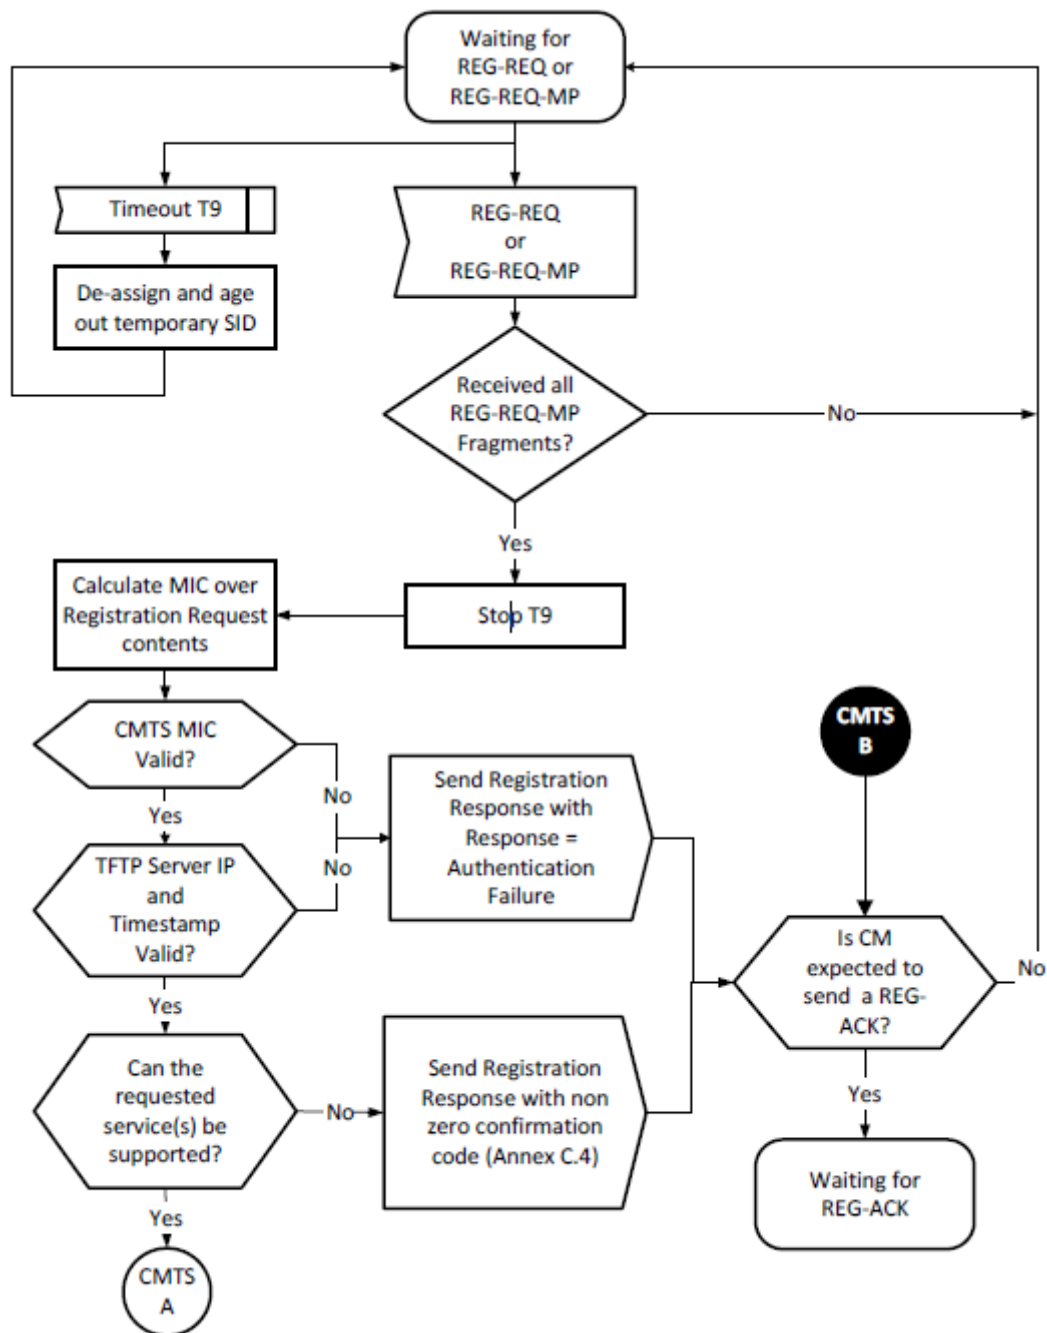 Waiting for
REG-REQ or
REG-REQ-MP
Timeout T9
REG-REQ
or
REG-REQ-MP
De-assign and age
out temporary SID
Received all
REG-REQ-MP
Fragments?
No
Yes
Calculate MIC over
Registration Request
contents
Stop T9
CMTS MIC
Valid?
No
Yes
Send Registration
Response with
Response =
Authentication
Failure
CMTS
B
TFTP Server IP
and
Timestamp
Valid?
No
Yes
Is CM
expected to
send a REG-
ACK?
No
Yes
Can the
requested
service(s) be
supported?
No
Send Registration
Response with non
zero confirmation
code (Annex C.4)
Waiting for
REG-ACK
Yes
CMTS
A